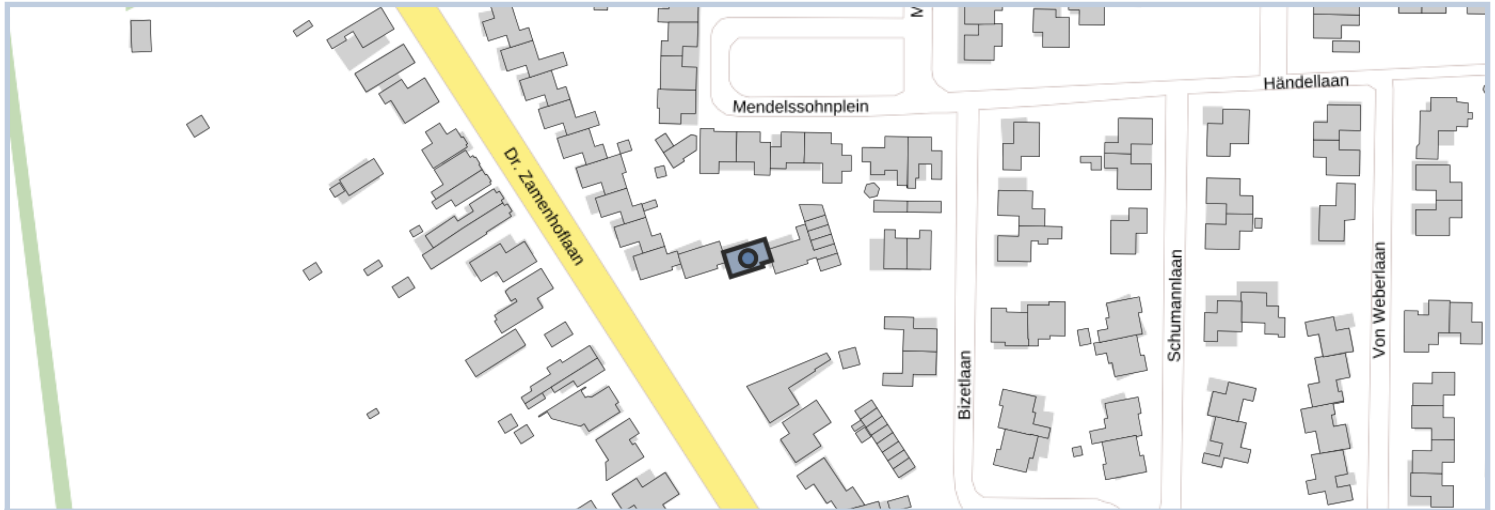 Händellaan
Mendelssohnplein
Dr. Zamenhoflaan
Bizetlaan
Schumannlaan
Von Weberlaan